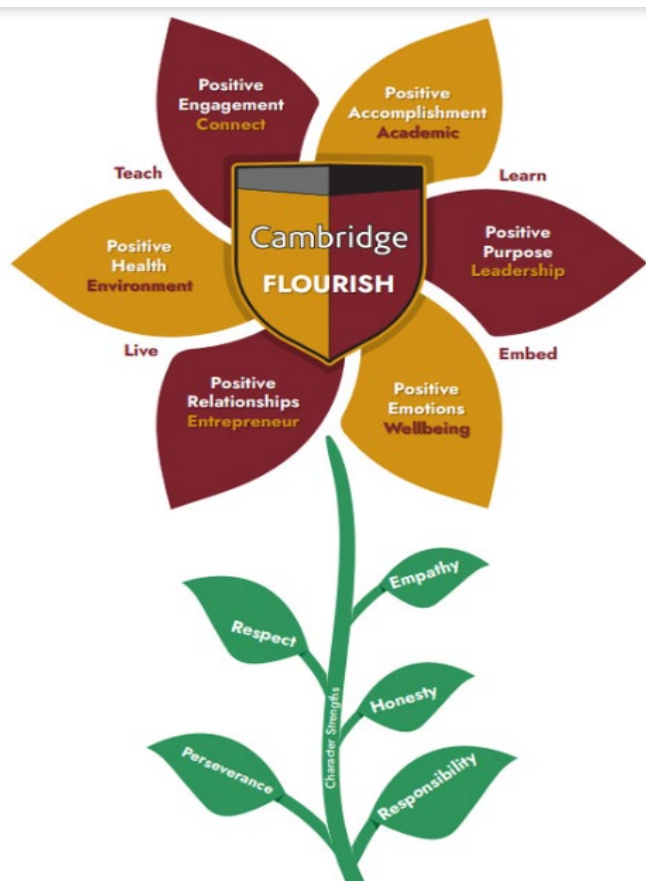 Positive
Engagement
Connect
Positive
Accomplishment
Academic
Teach
Learn
Cambridge
FLOURISH
Positive
Health
Environment
Positive
Purpose
Leadership
Live
Embed
Positive
Relationships
Entrepreneur
Positive
Emotions
Wellbeing
Empathy
Respect
Honesty
Character Strengths
Perseverance
Responsibility